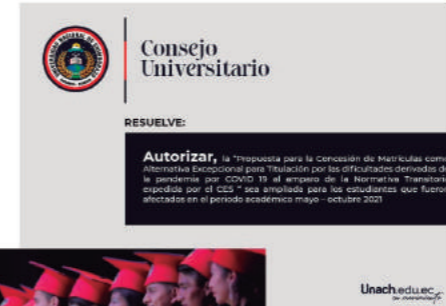 Consejo
Universitario
RESUELVE:
Autorizar, la "Propuesta para la Concesión de Matrículas como
Alternativa Excepcional para Titulación por las dificultades derivadas de
la pandemia por COVID 19 al amparo de la Normativa Transitoria
expedida por el CES " sea ampliada para los estudiantes que fueron
afectados en el periodo académico mayo - octubre 2021
Unach.edu.ec
en movimiento